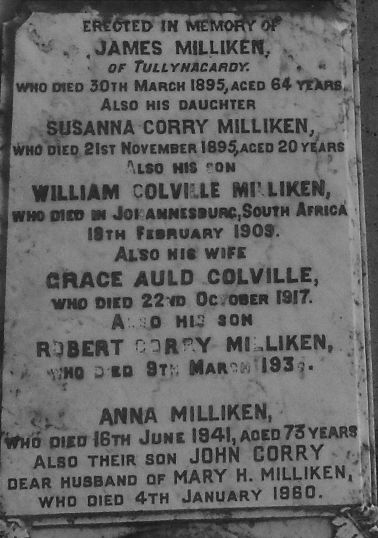 ERECTED IN MEMORY OF
JAMES MILLIKEN,
OF TULLYNACARDY.
WHO DIED 30TH MARCH 1895, AGED 64 YEARS.
ALSO HIS DAUGHTER
SUSANNA CORRY MILLIKEN,
WHO DIED 21ST NOVEMBER 1895, AGED 20 YEARS
ALSO HIS SON
WILLIAM COLVILLE MILLIKEN,
WHO DIED IN JOHANNESBURG, SOUTH AFRICA
19TH FEBRUARY 1909.
ALSO HIS WIFE
GRACE AULD COLVILLE,
WHO DIED 22ND OCTOBER 1917.
ALSO HIS SON
ROBERT CORRY MILLIKEN,
WHO DIED 9TH MARCH
ANNA MILLIKEN,
WHO DIED 16TH JUNE 1941, AGED 73 YEARS
ALSO THEIR SON JOHN CORRY
DEAR HUSBAND OF MARY H. MILLIKEN,
WHO DIED 4TH JANUARY 1960.